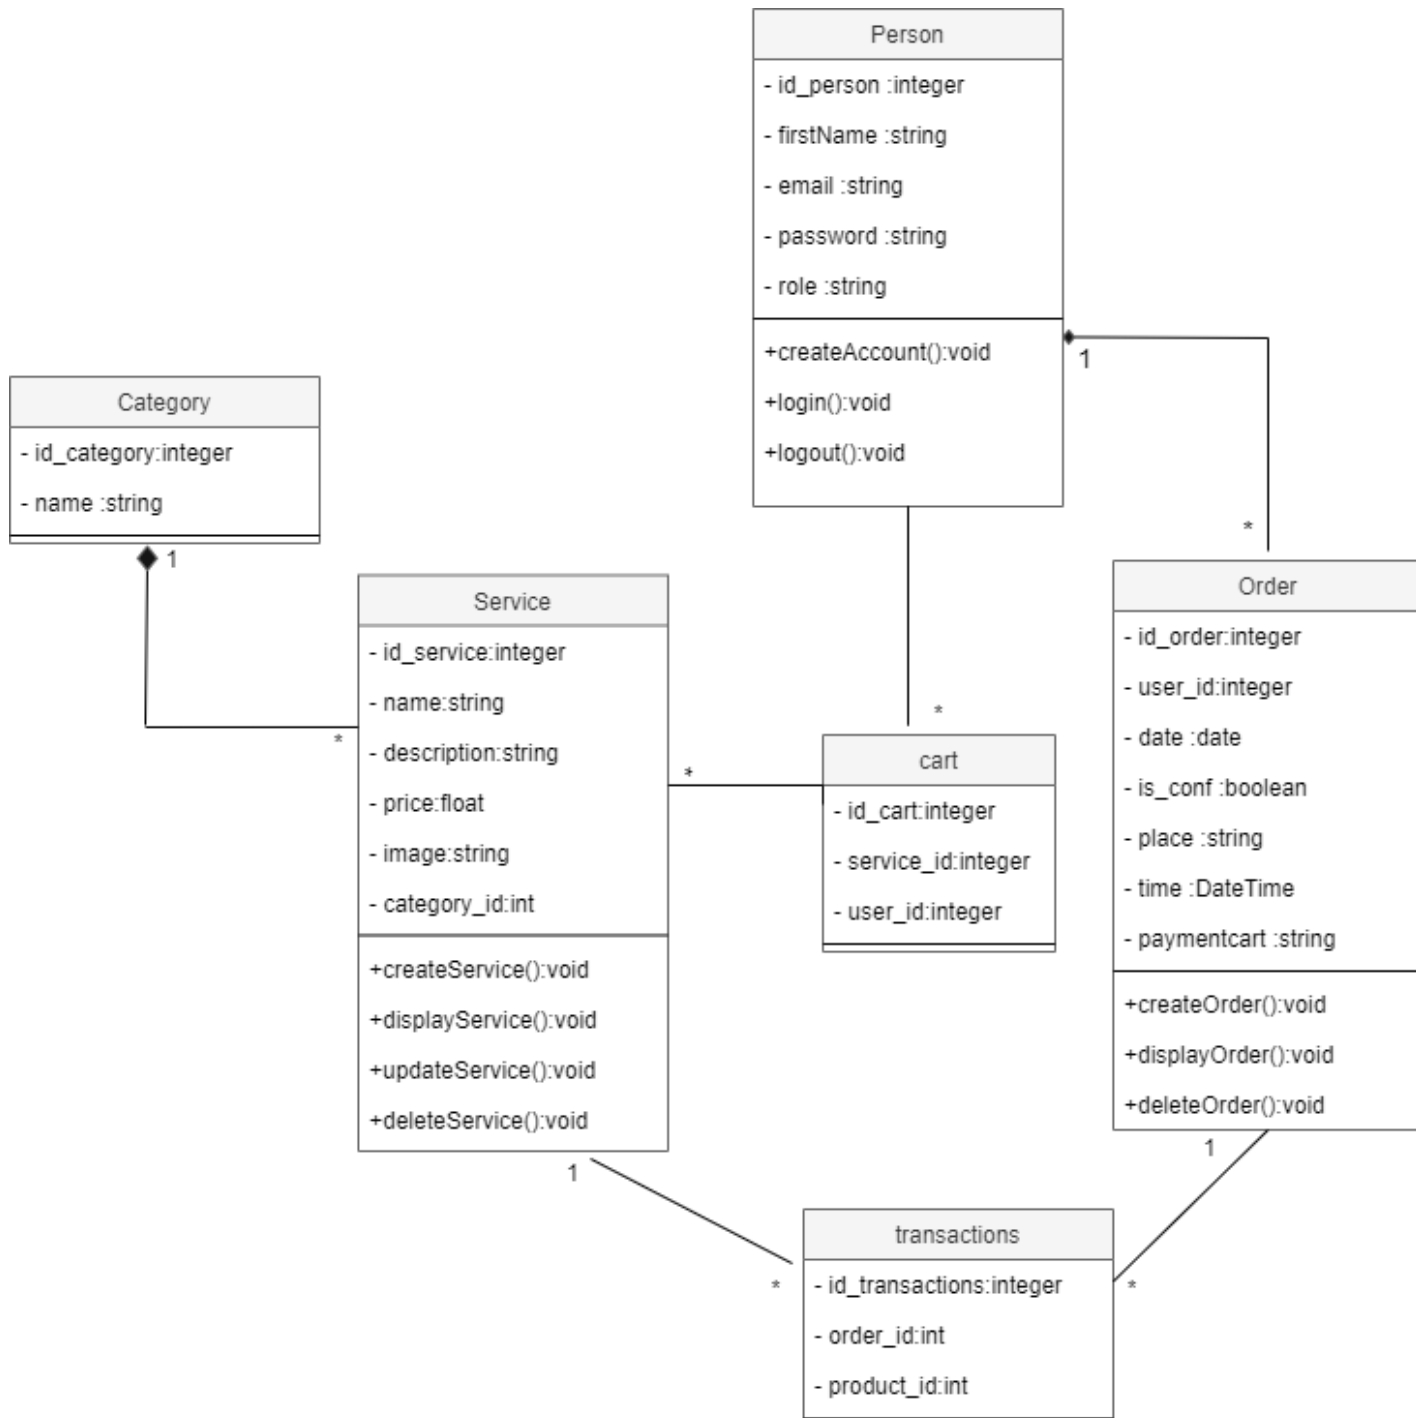 Person
- id_person :integer
- firstName :string
- email :string
- password :string
- role :string
+createAccount():void
+login():void
+logout():void
1
*
Category
- id_category:integer
- name :string
1
*
Service
- id_service:integer
- name:string
- description:string
- price:float
- image:string
- category_id:int
+createService():void
+displayService():void
+updateService():void
+deleteService():void
*
*
cart
- id_cart:integer
- service_id:integer
- user_id:integer
Order
- id_order:integer
- user_id:integer
- date :date
- is_conf :boolean
- place :string
- time :DateTime
- paymentcart :string
+createOrder():void
+displayOrder():void
+deleteOrder():void
1
1
*
*
transactions
- id_transactions:integer
- order_id:int
- product_id:int